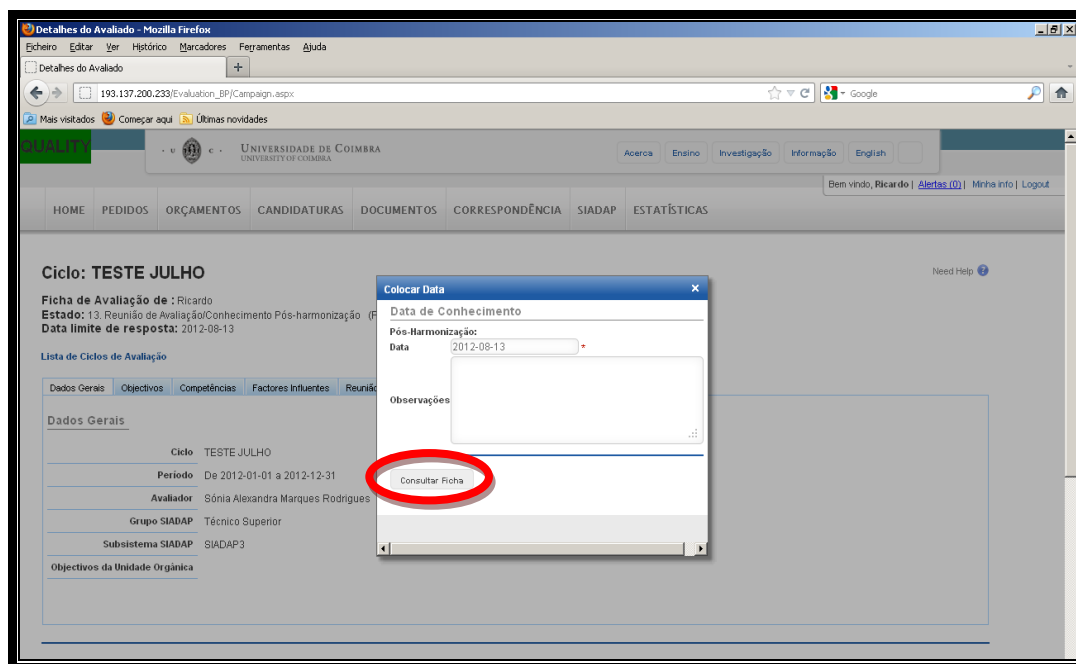 Detalhes do Avaliado - Mozilla Firefox
Ficheiro Editar Ver Histórico Marcadores Ferramentas Ajuda
Detalhes do Avaliado
193.137.200.233/Evaluation_BP/Campaign.aspx
Google
Mais visitados Começar aqui Últimas novidades
QUALITY
· U C ·
UNIVERSIDADE DE COIMBRA
UNIVERSITY OF COIMBRA
Acerca Ensino Investigação Informação English
Bem vindo, Ricardo | Alertas (0) | Minha info | Logout
HOME PEDIDOS ORÇAMENTOS CANDIDATURAS DOCUMENTOS CORRESPONDÊNCIA SIADAP ESTATÍSTICAS
Ciclo: TESTE JULHO
Need Help ?
Ficha de Avaliação de : Ricardo
Estado: 13. Reunião de Avaliação/Conhecimento Pós-harmonização (F
Data limite de resposta: 2012-08-13
Lista de Ciclos de Avaliação
Dados Gerais Objectivos Competências Factores Influentes Reunião
Dados Gerais
Ciclo TESTE JULHO
Período De 2012-01-01 a 2012-12-31
Avaliador Sónia Alexandra Marques Rodrigues
Grupo SIADAP Técnico Superior
Subsistema SIADAP SIADAP3
Objectivos da Unidade Orgânica
Colocar Data
Data de Conhecimento
Pós-Harmonização:
Data 2012-08-13 *
Observações
Consultar Ficha